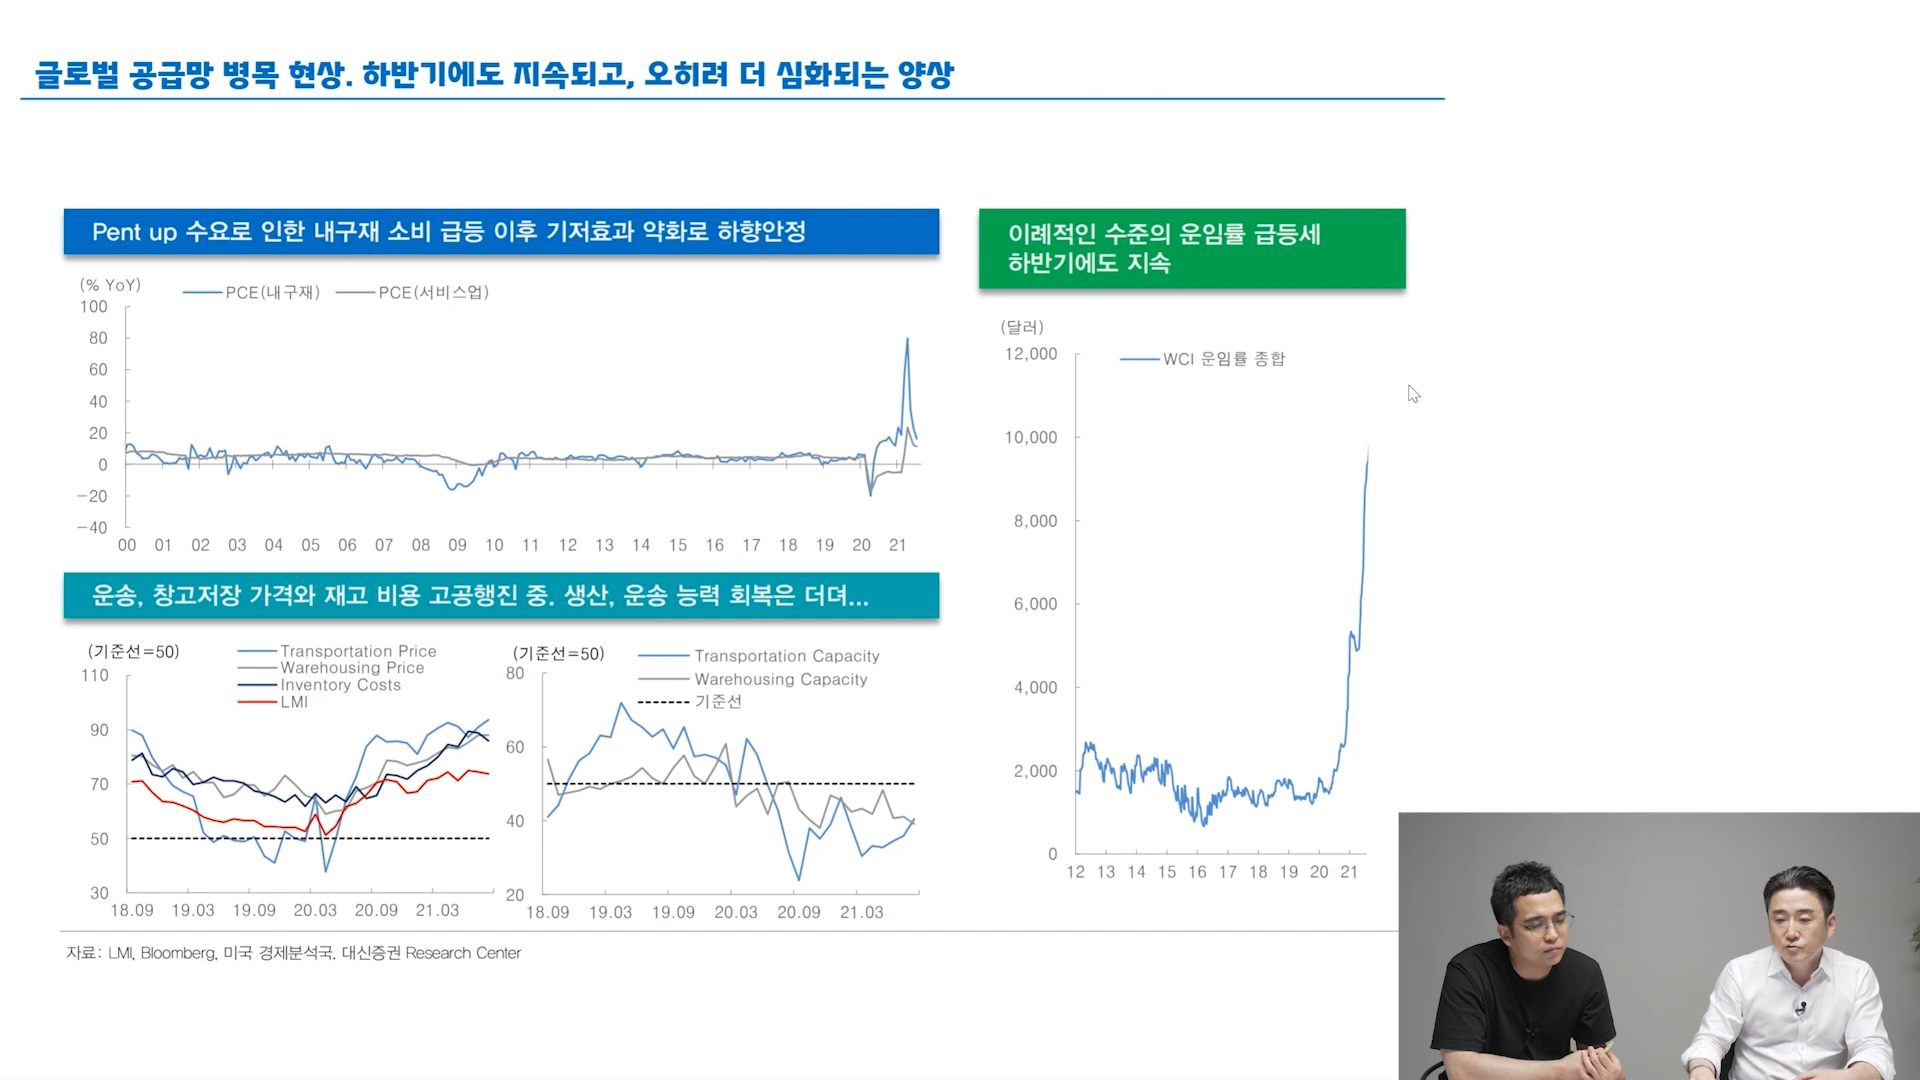 글로벌 공급망 병목 현상. 하반기에도 지속되고, 오히려 더 심화되는 양상
Pent up 수요로 인한 내구재 소비 급등 이후 기저효과 약화로 하향안정
(% YoY)
PCE(내구재)
PCE(서비스업)
100
80
60
40
20
0
-20
-40
00 01 02 03 04 05 06 07 08 09 10 11 12 13 14 15 16 17 18 19 20 21
운송, 창고저장 가격와 재고 비용 고공행진 중. 생산, 운송 능력 회복은 더뎌...
(기준선=50)
Transportation Price
Warehousing Price
Inventory Costs
LMI
110
90
70
50
30
18.09 19.03 19.09 20.03 20.09 21.03
(기준선=50)
Transportation Capacity
Warehousing Capacity
기준선
80
60
40
20
18.09 19.03 19.09 20.03 20.09 21.03
이례적인 수준의 운임률 급등세
하반기에도 지속
(달러)
WCI 운임률 종합
12,000
10,000
8,000
6,000
4,000
2,000
0
12 13 14 15 16 17 18 19 20 21
자료: LMI, Bloomberg, 미국 경제분석국, 대신증권 Research Center